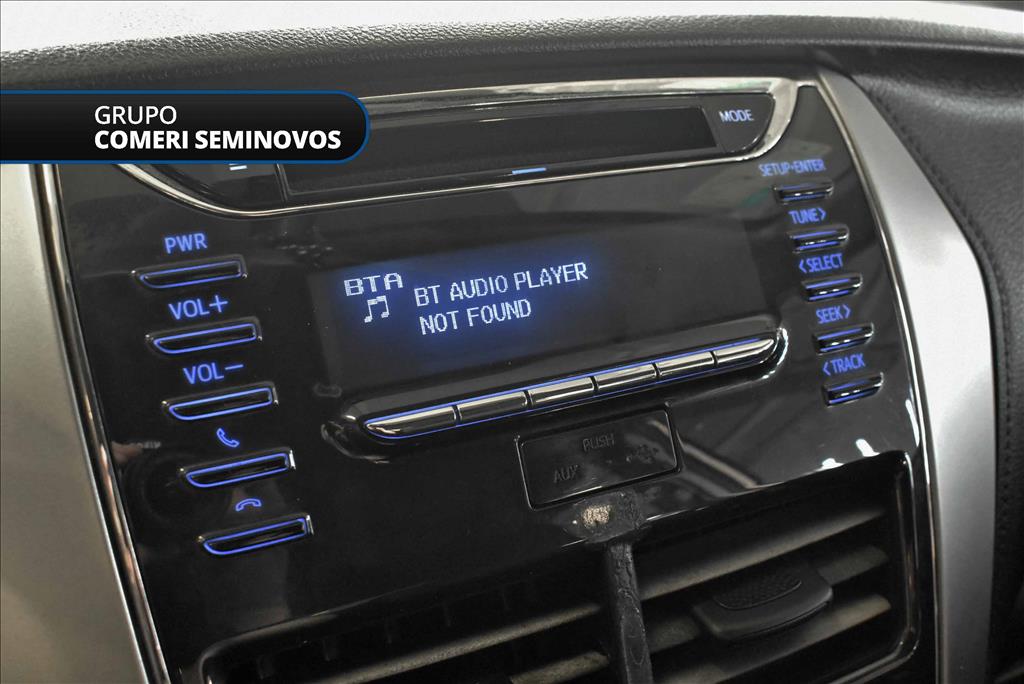 GRUPO
COMERI SEMINOVOS
MODE
SETUP•ENTER
PWR
TUNE>
VOL+
<SELECT
BTA
BT AUDIO PLAYER
NOT FOUND
SEEK>
VOL-
<TRACK
PUSH
AUX